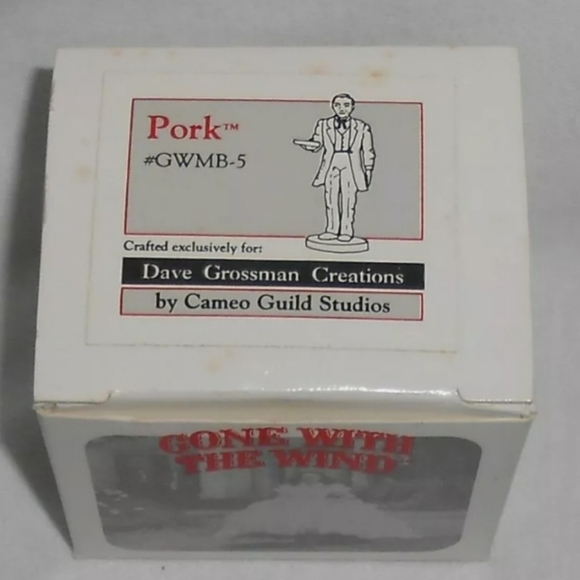 Pork™
#GWMB-5
Crafted exclusively for:
Dave Grossman Creations
by Cameo Guild Studios
GONE WITH
THE WIND